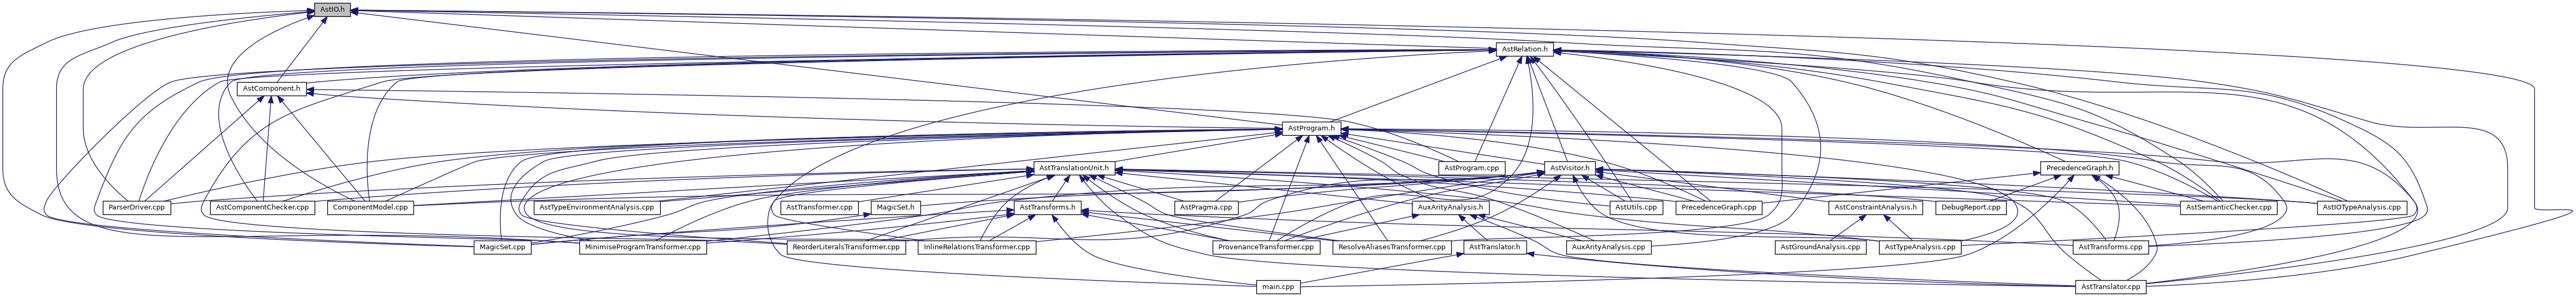 AstIO.h
AstRelation.h
AstComponent.h
AstProgram.h
AstTranslationUnit.h
AstProgram.cpp
AstVisitor.h
PrecedenceGraph.h
ParserDriver.cpp
AstComponentChecker.cpp
ComponentModel.cpp
AstTypeEnvironmentAnalysis.cpp
AstTransformer.cpp
MagicSet.h
AstTransforms.h
AstPragma.cpp
AuxArityAnalysis.h
AstUtils.cpp
PrecedenceGraph.cpp
AstConstraintAnalysis.h
DebugReport.cpp
AstSemanticChecker.cpp
AstIOTypeAnalysis.cpp
MagicSet.cpp
MinimiseProgramTransformer.cpp
ReorderLiteralsTransformer.cpp
InlineRelationsTransformer.cpp
ProvenanceTransformer.cpp
ResolveAliasesTransformer.cpp
AstTranslator.h
AuxArityAnalysis.cpp
AstGroundAnalysis.cpp
AstTypeAnalysis.cpp
AstTransforms.cpp
main.cpp
AstTranslator.cpp